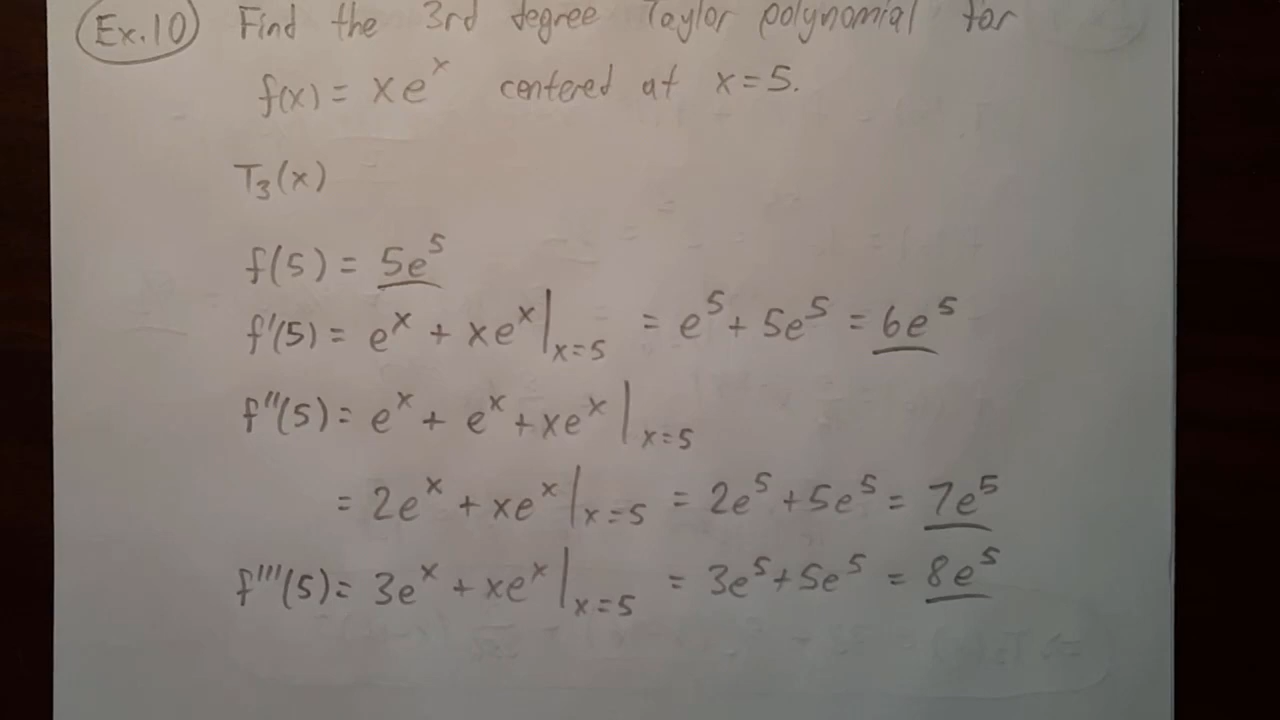 Ex.10 Find the 3rd degree Taylor polynomial for
f(x) = xe^x centered at x=5.
T₃(x)
f(5) = 5e^5
f'(5) = e^x + xe^x |x=5 = e^5 + 5e^5 = 6e^5
f''(5) = e^x + e^x + xe^x |x=5
= 2e^x + xe^x |x=5 = 2e^5 + 5e^5 = 7e^5
f'''(5) = 3e^x + xe^x |x=5 = 3e^5 + 5e^5 = 8e^5